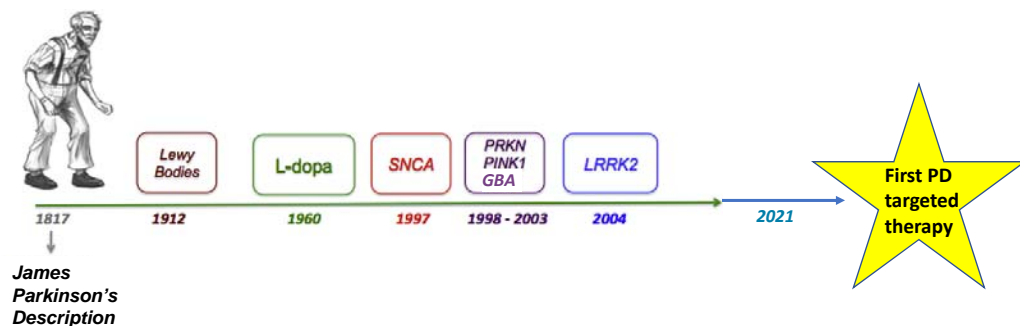 Lewy
Bodies
L-dopa
SNCA
PRKN
PINK1
GBA
LRRK2
1817
1912
1960
1997
1998 - 2003
2004
2021
First PD
targeted
therapy
James
Parkinson's
Description